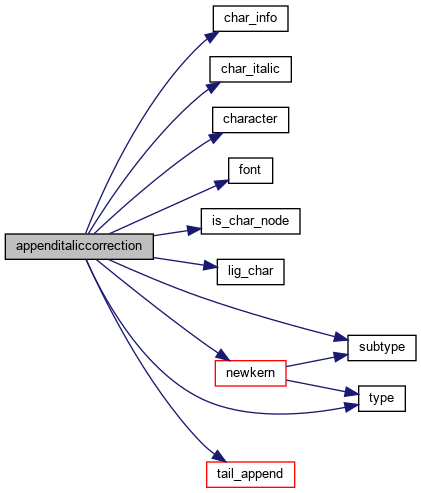 char_info
char_italic
character
font
is_char_node
appenditaliccorrection
lig_char
subtype
newkern
type
tail_append